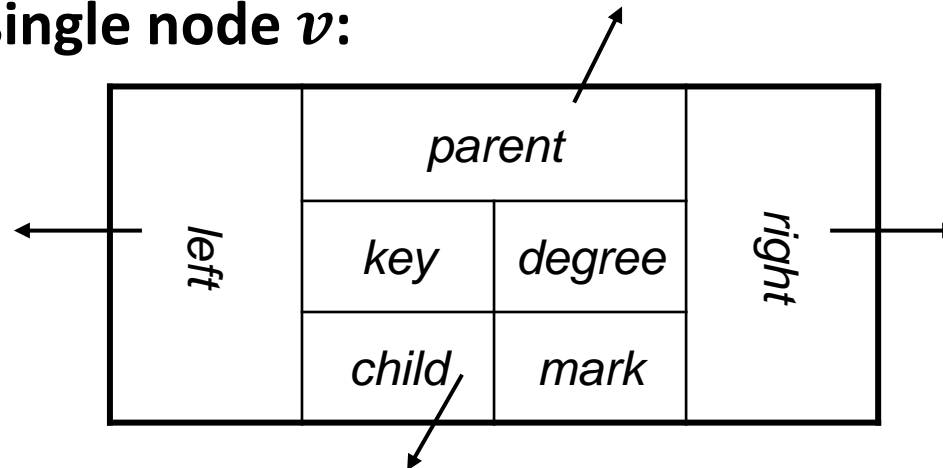 single node v:
parent
left
key
degree
right
child
mark